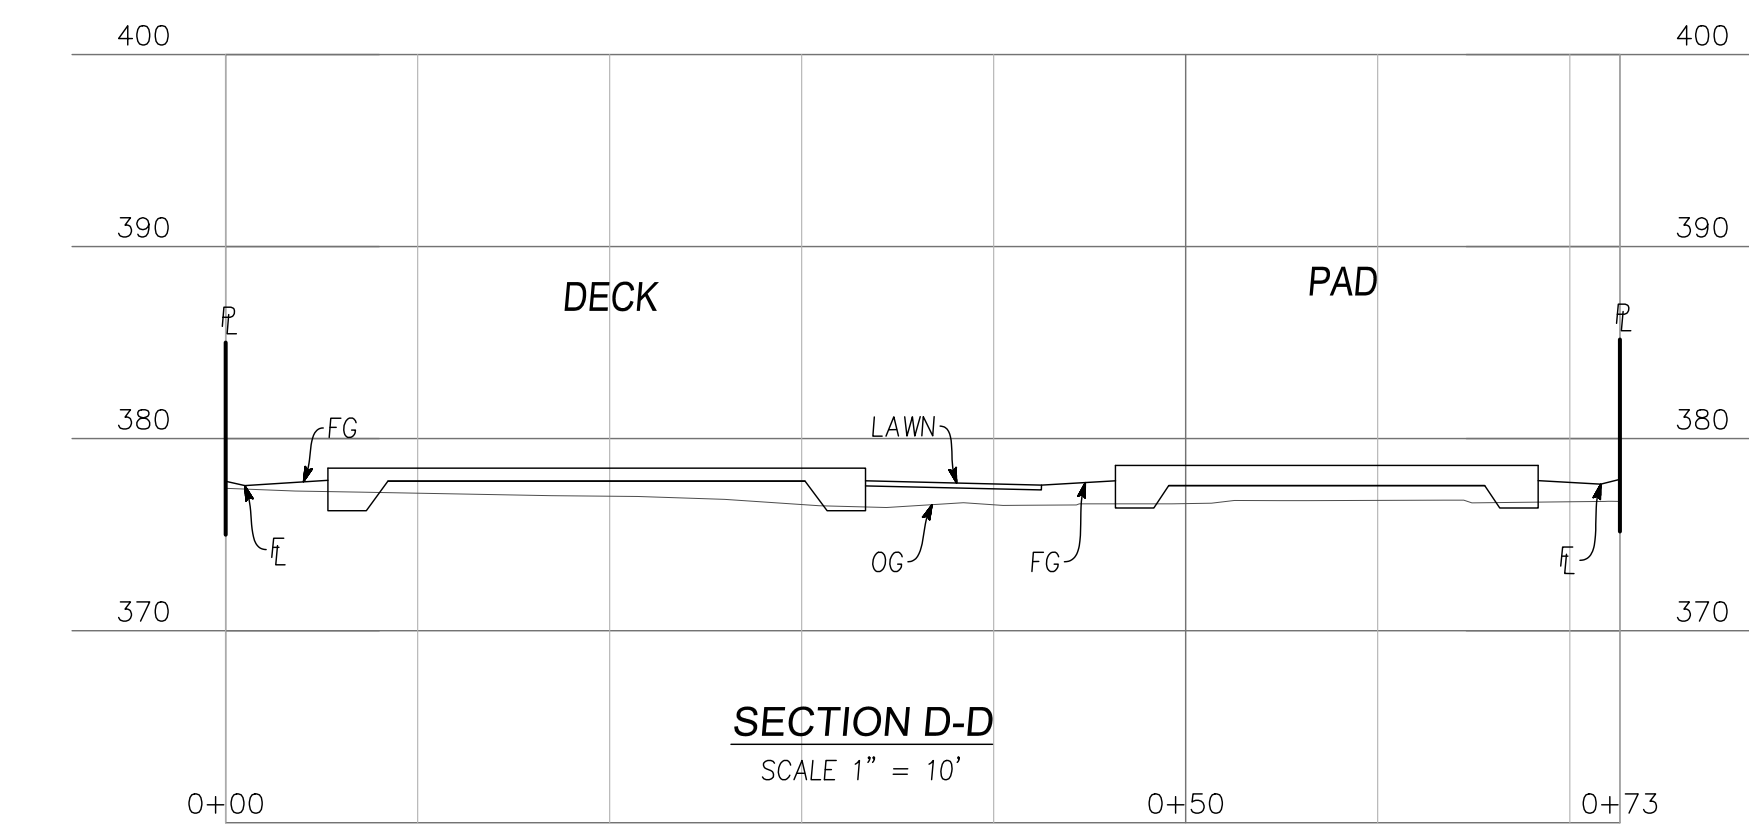 400 400
390 390
DECK PAD
PL PL
380 380
FG LAWN
FL OG FG FL
370 370
SECTION D-D
SCALE 1" = 10'
0+00 0+50 0+73